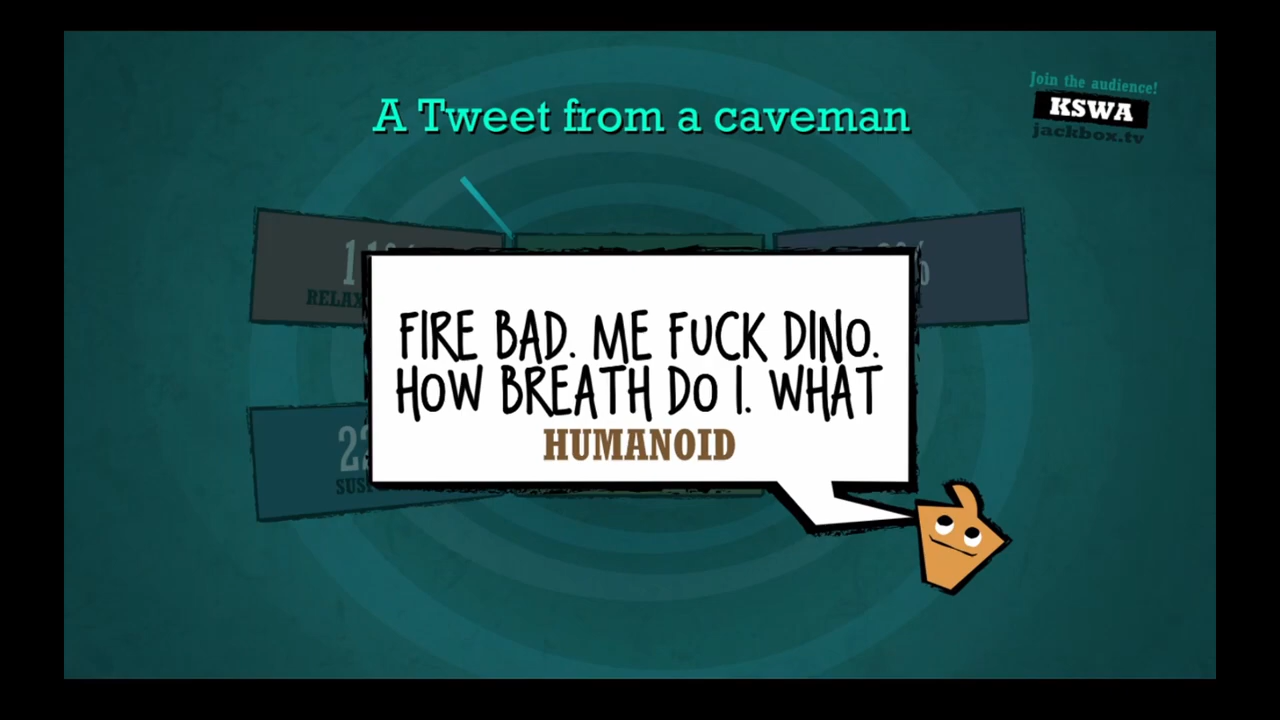 Join the audience!
KSWA
jackbox.tv
A Tweet from a caveman
FIRE BAD. ME FUCK DINO.
HOW BREATH DO I. WHAT
HUMANOID